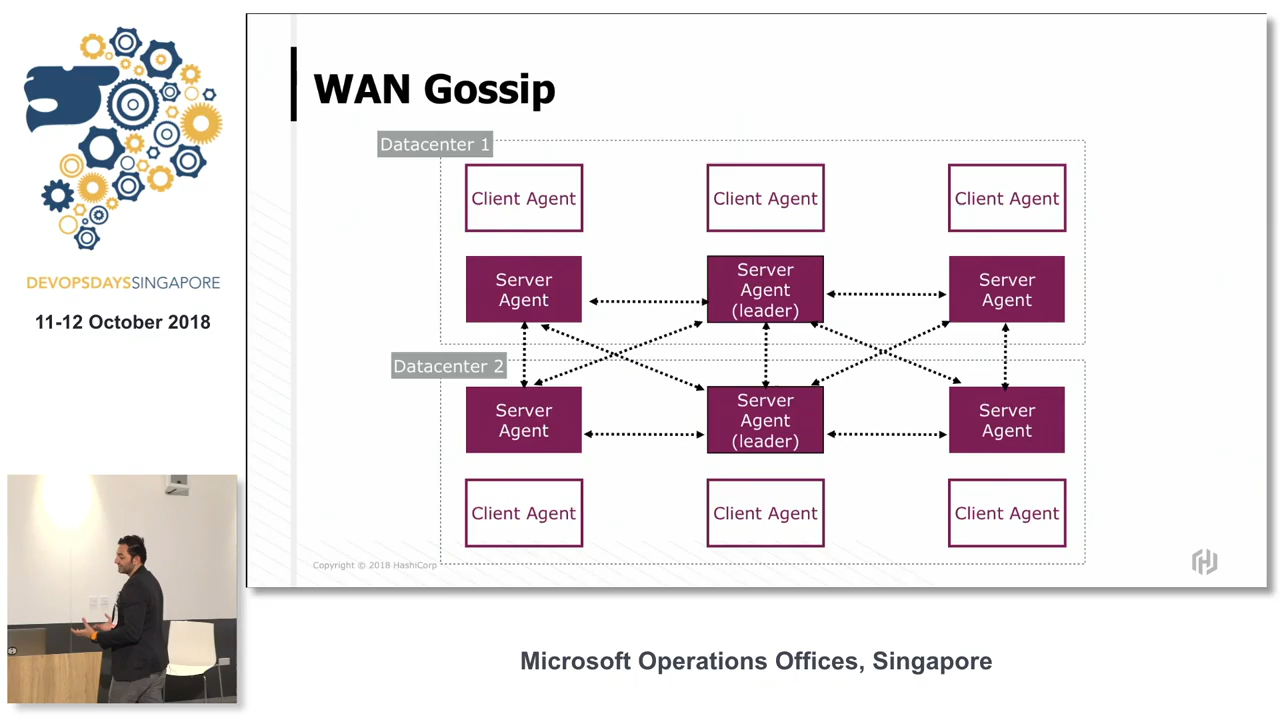 WAN Gossip
Datacenter 1
Client Agent
Client Agent
Client Agent
Server
Agent
Server
Agent
(leader)
Server
Agent
Datacenter 2
Server
Agent
Server
Agent
(leader)
Server
Agent
Client Agent
Client Agent
Client Agent
Copyright © 2018 HashiCorp
DEVOPSDAYSSINGAPORE
11-12 October 2018
Microsoft Operations Offices, Singapore